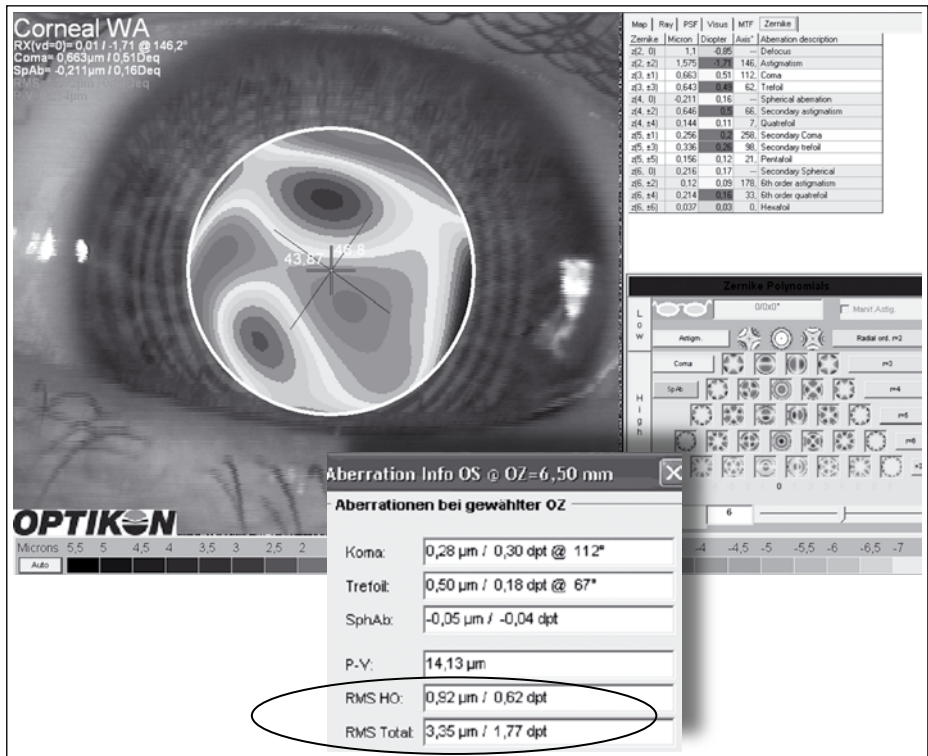 Corneal WA
RX(vd=0)= 0,01 / -1,71 @ 146,2°
Coma= 0,663µm / 0,51Deq
SpAb= -0,211µm / 0,16Deq
43,87
46,8
Map Ray PSF Visus MTF Zernike
Zernike Micron Diopter Axis° Aberration description
z(2, 0) 1,1 -0,85 -- Defocus
z(2, ±2) 1,575 -1,71 146, Astigmatism
z(3, ±1) 0,663 0,51 112, Coma
z(3, ±3) 0,643 0,49 62, Trefoil
z(4, 0) -0,211 0,16 -- Spherical aberration
z(4, ±2) 0,646 0,5 66, Secondary astigmatism
z(4, ±4) 0,144 0,11 7, Quatrefoil
z(5, ±1) 0,256 0,2 258, Secondary Coma
z(5, ±3) 0,336 0,26 98, Secondary trefoil
z(5, ±5) 0,156 0,12 21, Pentafoil
z(6, 0) 0,216 0,17 -- Secondary Spherical
z(6, ±2) 0,12 0,09 178, 6th order astigmatism
z(6, ±4) 0,214 0,16 33, 6th order quatrefoil
z(6, ±6) 0,037 0,03 0, Hexafoil
Zernike Polynomials
Low
0/0x0°
Manif.Astig.
Astigm.
Radial ord. n=2
High
Coma
n=3
SpAb
n=4
n=5
n=6
0
6
OPTIKON
Microns 5,5 5 4,5 4 3,5 3 2,5 2
-4 -4,5 -5 -5,5 -6 -6,5 -7
Auto
Aberration Info OS @ OZ=6,50 mm
Aberrationen bei gewählter OZ
Koma: 0,28 µm / 0,30 dpt @ 112°
Trefoil: 0,50 µm / 0,18 dpt @ 67°
SphAb: -0,05 µm / -0,04 dpt
P-V: 14,13 µm
RMS HO: 0,92 µm / 0,62 dpt
RMS Total: 3,35 µm / 1,77 dpt